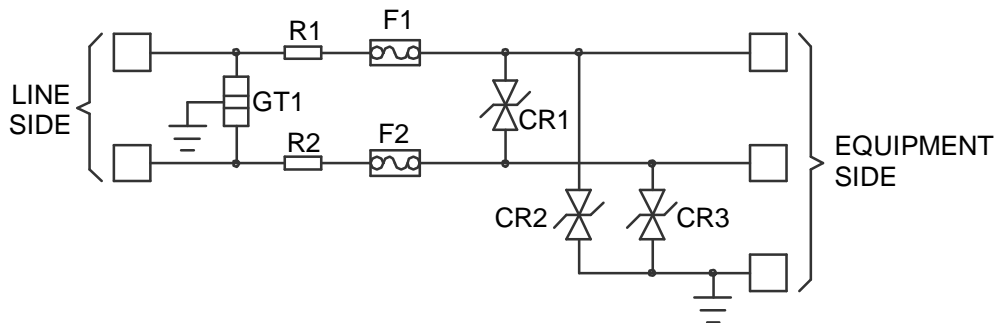 F1
R1
LINE
SIDE
GT1
CR1
F2
R2
EQUIPMENT
SIDE
CR2
CR3